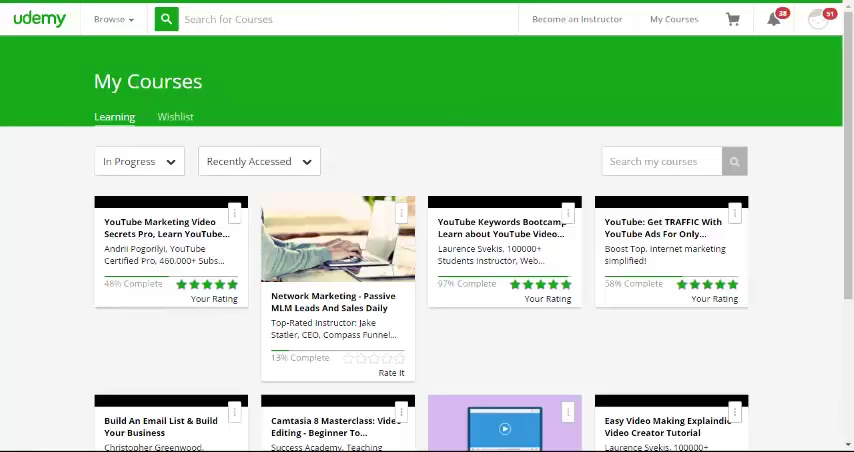 udemy
Browse
Search for Courses
Become an Instructor
My Courses
38
51
My Courses
Learning
Wishlist
In Progress
Recently Accessed
Search my courses
YouTube Marketing Video
Secrets Pro, Learn YouTube...
Andrii Pogorilyi, YouTube
Certified Pro, 460.000+ Subs...
48% Complete
Your Rating
Network Marketing - Passive
MLM Leads And Sales Daily
Top-Rated Instructor: Jake
Statler, CEO, Compass Funnel...
13% Complete
Rate It
YouTube Keywords Bootcamp
Learn about YouTube Video...
Laurence Svekis, 100000+
Students Instructor, Web...
97% Complete
Your Rating
YouTube: Get TRAFFIC With
YouTube Ads For Only...
Boost Top, internet marketing
simplified!
58% Complete
Your Rating
Build An Email List & Build
Your Business
Christopher Greenwood,
Camtasia 8 Masterclass: Video
Editing - Beginner To...
Success Academy, Teaching
Easy Video Making Explaindio
Video Creator Tutorial
Laurence Svekis, 100000+